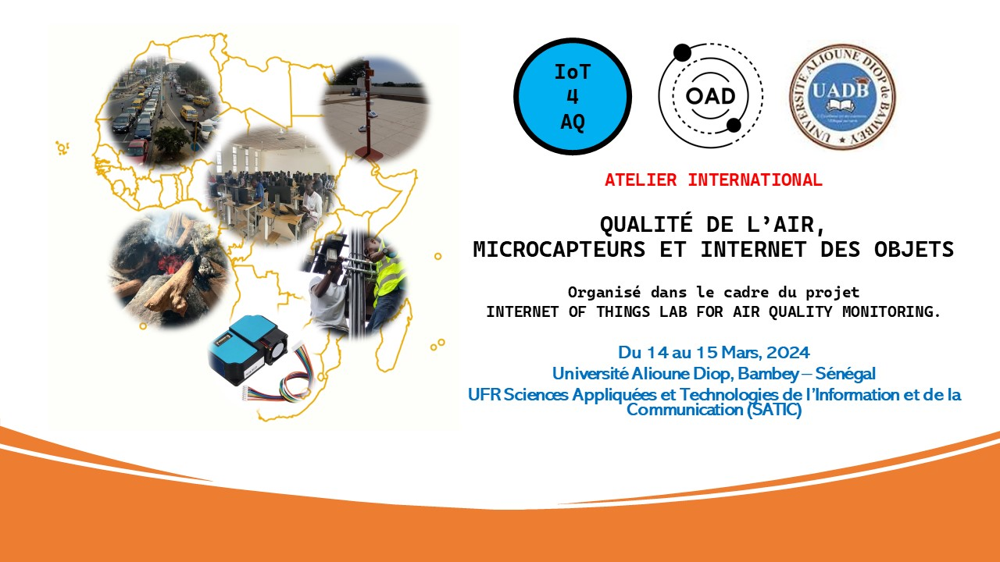 IoT
4
AQ
OAD
UNIVERSITÉ ALIOUNE DIOP de BAMBEY
UADB
ATELIER INTERNATIONAL
QUALITÉ DE L’AIR,
MICROCAPTEURS ET INTERNET DES OBJETS
Organisé dans le cadre du projet
INTERNET OF THINGS LAB FOR AIR QUALITY MONITORING.
Du 14 au 15 Mars, 2024
Université Alioune Diop, Bambey – Sénégal
UFR Sciences Appliquées et Technologies de l’Information et de la
Communication (SATIC)